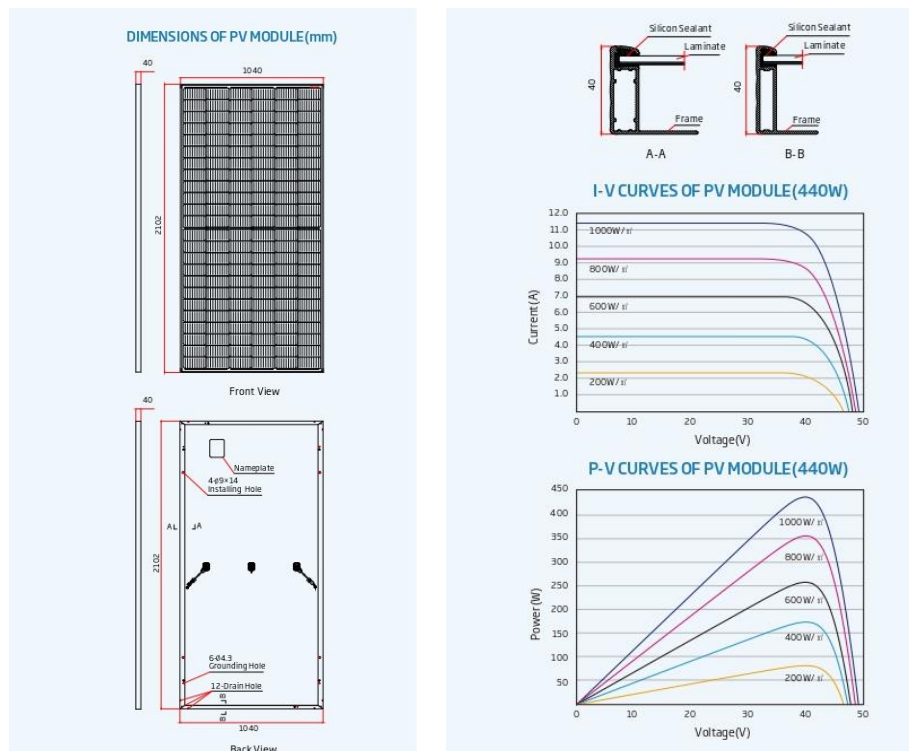 DIMENSIONS OF PV MODULE(mm)
40
1040
2102
Front View
40
Nameplate
4-φ9×14
Installing Hole
A
A
2102
6-Ø4.3
Grounding Hole
12-Drain Hole
B
B
1040
Back View
Silicon Sealant
Laminate
40
Frame
A-A
Silicon Sealant
Laminate
40
Frame
B-B
I-V CURVES OF PV MODULE(440W)
12.0
11.0
10.0
9.0
8.0
7.0
6.0
5.0
4.0
3.0
2.0
1.0
Current(A)
1000W/㎡
800W/㎡
600W/㎡
400W/㎡
200W/㎡
0 10 20 30 40 50
Voltage(V)
P-V CURVES OF PV MODULE(440W)
450
400
350
300
250
200
150
100
50
Power(W)
1000W/㎡
800W/㎡
600W/㎡
400W/㎡
200W/㎡
0 10 20 30 40 50
Voltage(V)